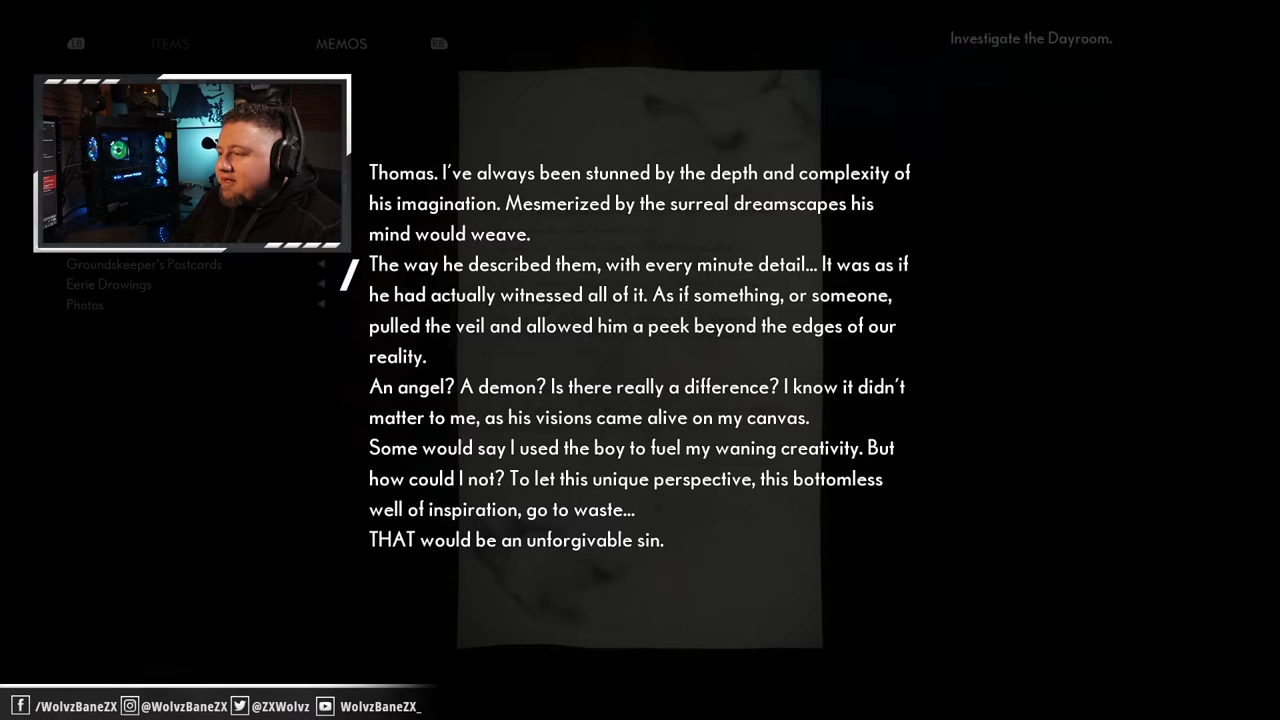 LB ITEMS MEMOS RB
Investigate the Dayroom.
Thomas. I've always been stunned by the depth and complexity of
his imagination. Mesmerized by the surreal dreamscapes his
mind would weave.
The way he described them, with every minute detail... It was as if
he had actually witnessed all of it. As if something, or someone,
pulled the veil and allowed him a peek beyond the edges of our
reality.
An angel? A demon? Is there really a difference? I know it didn't
matter to me, as his visions came alive on my canvas.
Some would say I used the boy to fuel my waning creativity. But
how could I not? To let this unique perspective, this bottomless
well of inspiration, go to waste...
THAT would be an unforgivable sin.
Groundskeeper's Postcards
Eerie Drawings
Photos
/WolvzBaneZX @WolvzBaneZX @ZXWolvz WolvzBaneZX_